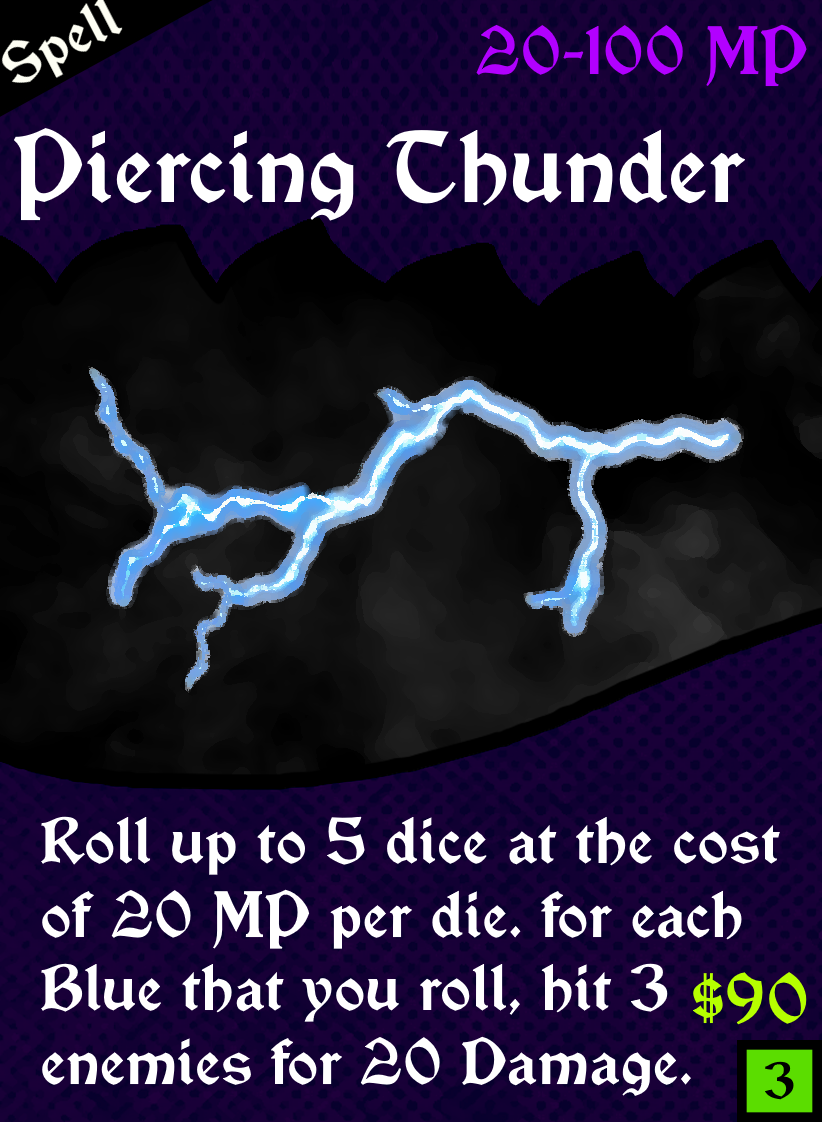 Spell
20-100 MP
Piercing Thunder
Roll up to 5 dice at the cost
of 20 MP per die. for each
Blue that you roll, hit 3
$90
enemies for 20 Damage.
3